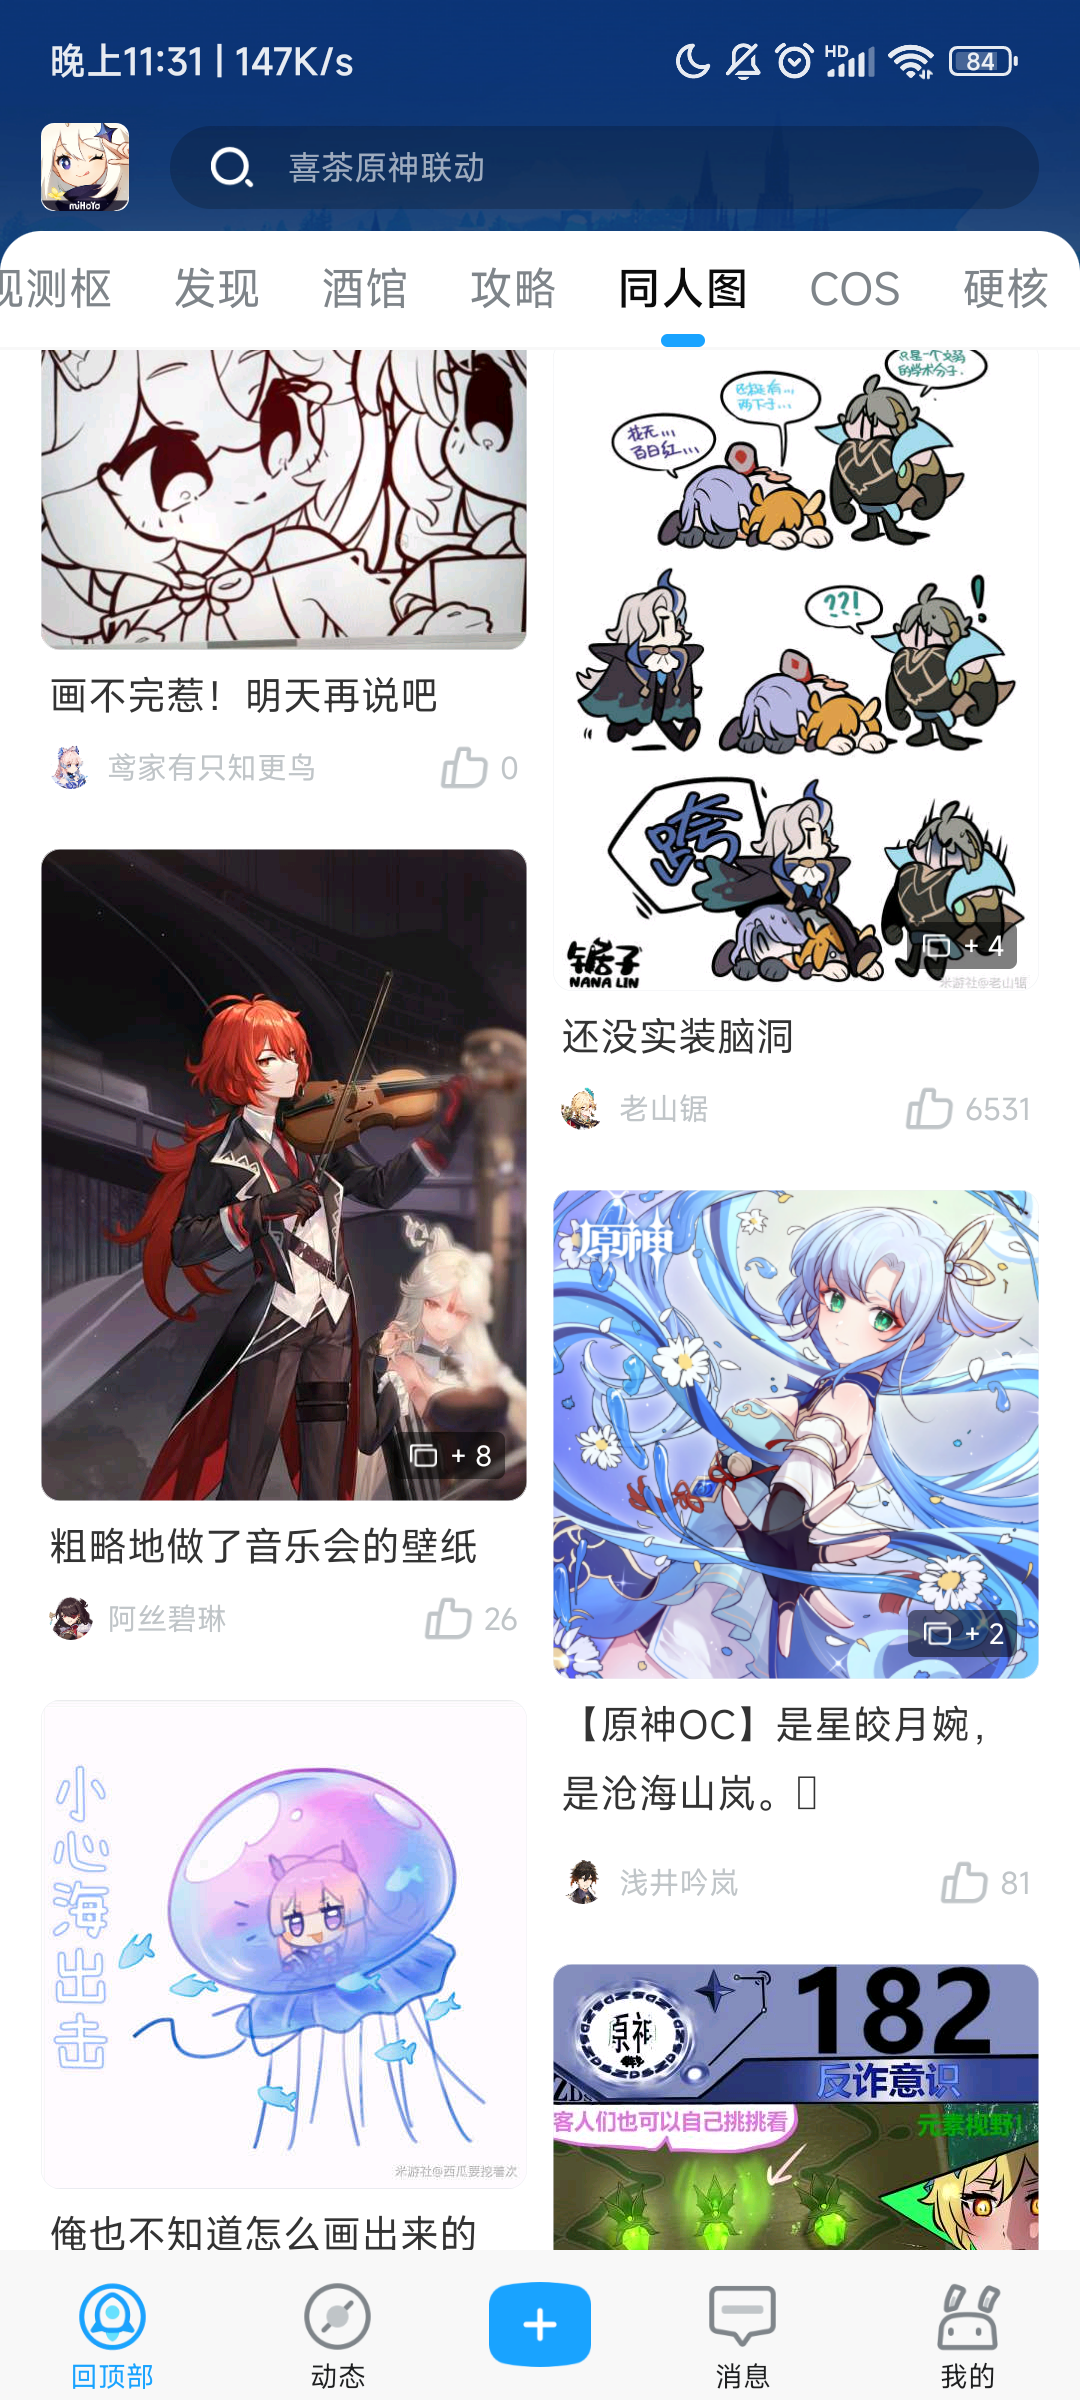 晚上11:31 | 147K/s
HD
84
miHoYo
喜茶原神联动
观测枢
发现
酒馆
攻略
同人图
COS
硬核
画不完惹！明天再说吧
鸢家有只知更鸟
0
只是一个文弱
的学术分子.
还挺有...
两下子...
花无...
百日红...
??!
!
跨
锯子
NANA LIN
+ 4
米游社@老山锯
还没实装脑洞
老山锯
6531
+ 8
粗略地做了音乐会的壁纸
阿丝碧琳
26
原神
+ 2
【原神OC】是星皎月婉，
是沧海山岚。
浅井吟岚
81
小心海出击
米游社@西瓜要挖着次
俺也不知道怎么画出来的
原神
182
反诈意识
客人们也可以自己挑挑看
元素视野!
回顶部
动态
消息
我的